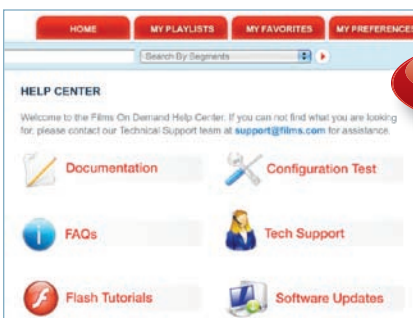 HOME MY PLAYLISTS MY FAVORITES MY PREFERENCES
Search By Segments
HELP CENTER
Welcome to the Films On Demand Help Center. If you can not find what you are looking
for, please contact our Technical Support team at support@films.com for assistance.
Documentation Configuration Test
FAQs Tech Support
Flash Tutorials Software Updates